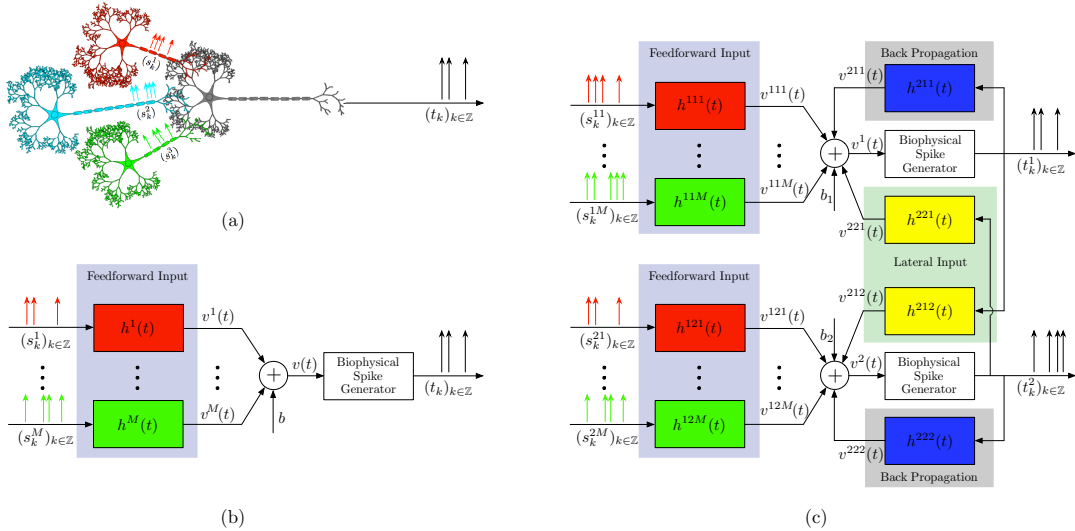 (s_k^1)_{k∈ℤ}
(s_k^2)
(s_k^3)
(t_k)_{k∈ℤ}
(a)
Feedforward Input
h^1(t)
v^1(t)
(s_k^1)_{k∈ℤ}
v(t)
Biophysical
Spike
Generator
(t_k)_{k∈ℤ}
+
h^M(t)
v^M(t)
b
(s_k^M)_{k∈ℤ}
(b)
Feedforward Input
Back Propagation
h^{111}(t)
v^{111}(t)
v^{211}(t)
h^{211}(t)
(s_k^{11})_{k∈ℤ}
+
v^1(t)
Biophysical
Spike
Generator
(t_k^1)_{k∈ℤ}
h^{11M}(t)
v^{11M}(t)
b_1
(s_k^{1M})_{k∈ℤ}
v^{221}(t)
h^{221}(t)
Lateral Input
Feedforward Input
v^{212}(t)
h^{212}(t)
h^{121}(t)
v^{121}(t)
b_2
(s_k^{21})_{k∈ℤ}
+
v^2(t)
Biophysical
Spike
Generator
(t_k^2)_{k∈ℤ}
h^{12M}(t)
v^{12M}(t)
(s_k^{2M})_{k∈ℤ}
v^{222}(t)
h^{222}(t)
Back Propagation
(c)